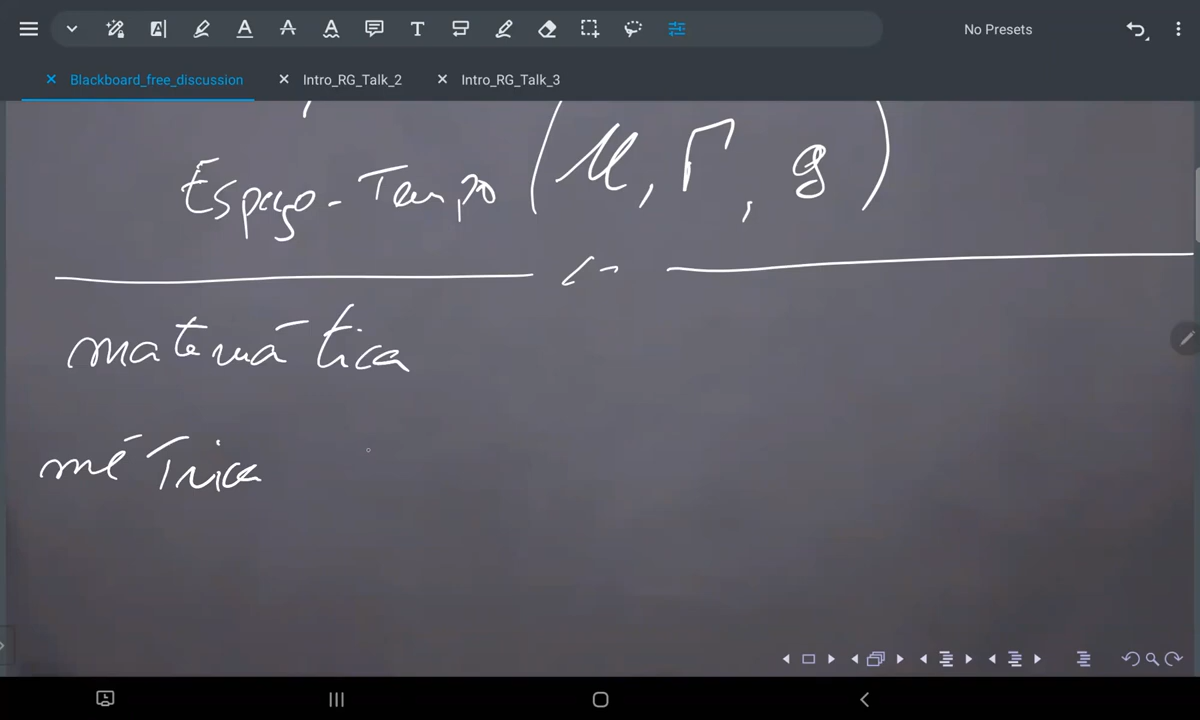 No Presets
Blackboard_free_discussion
Intro_RG_Talk_2
Intro_RG_Talk_3
Espaço-Tempo (M, Γ, g)
matemática
métrica